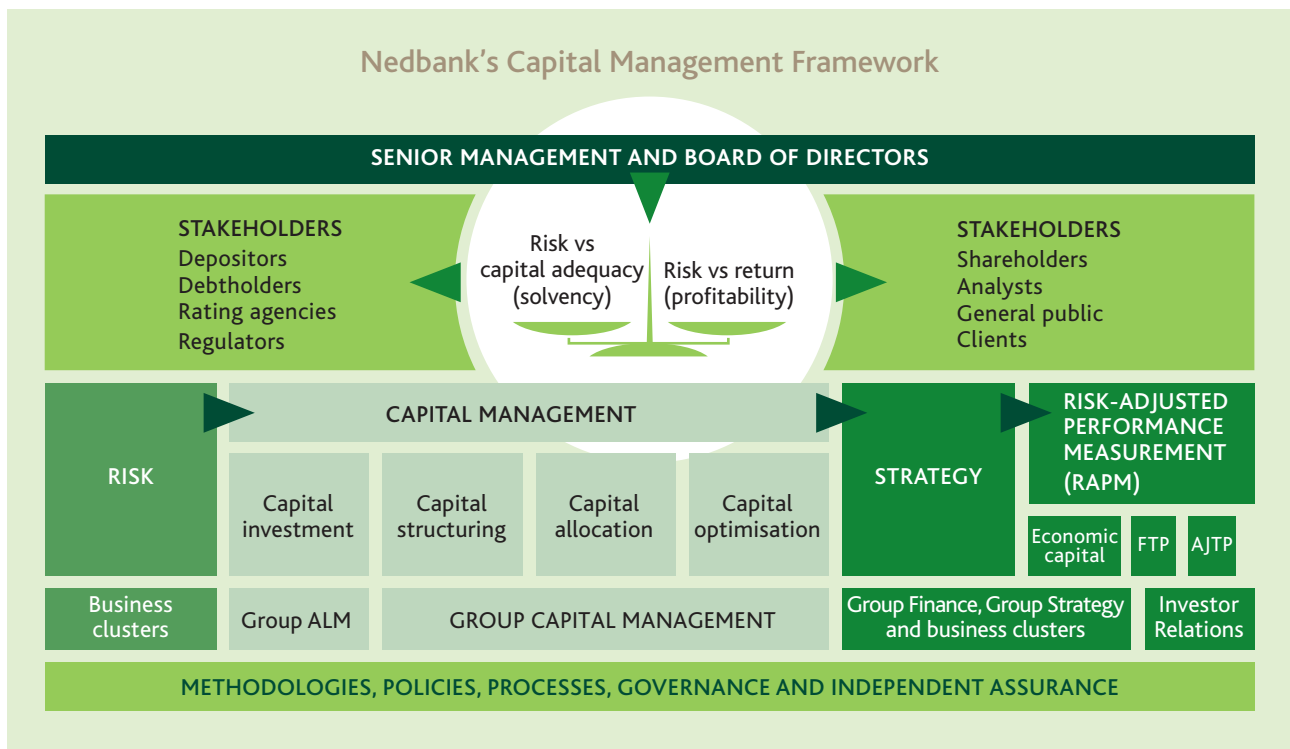 Nedbank’s Capital Management Framework
SENIOR MANAGEMENT AND BOARD OF DIRECTORS
STAKEHOLDERS
Depositors
Debtholders
Rating agencies
Regulators
Risk vs
capital adequacy
(solvency)
Risk vs return
(profitability)
STAKEHOLDERS
Shareholders
Analysts
General public
Clients
RISK
CAPITAL MANAGEMENT
Capital
investment
Capital
structuring
Capital
allocation
Capital
optimisation
STRATEGY
RISK-ADJUSTED
PERFORMANCE
MEASUREMENT
(RAPM)
Economic
capital
FTP
AJTP
Business
clusters
Group ALM
GROUP CAPITAL MANAGEMENT
Group Finance, Group Strategy
and business clusters
Investor
Relations
METHODOLOGIES, POLICIES, PROCESSES, GOVERNANCE AND INDEPENDENT ASSURANCE